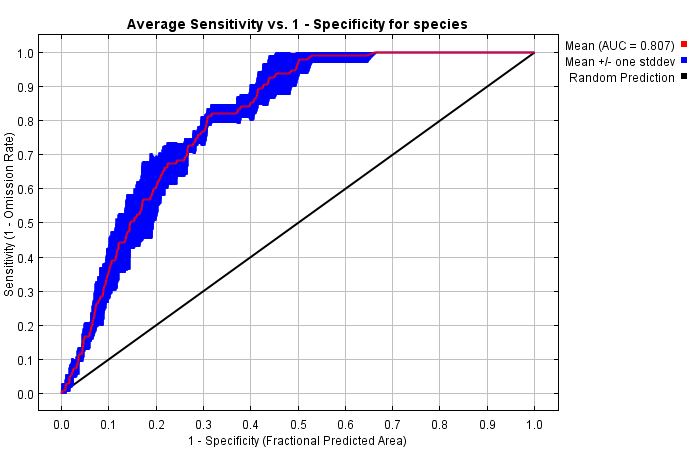 Average Sensitivity vs. 1 - Specificity for species
Mean (AUC = 0.807)
Mean +/- one stddev
Random Prediction
Sensitivity (1 - Omission Rate)
1.0
0.9
0.8
0.7
0.6
0.5
0.4
0.3
0.2
0.1
0.0
0.0 0.1 0.2 0.3 0.4 0.5 0.6 0.7 0.8 0.9 1.0
1 - Specificity (Fractional Predicted Area)